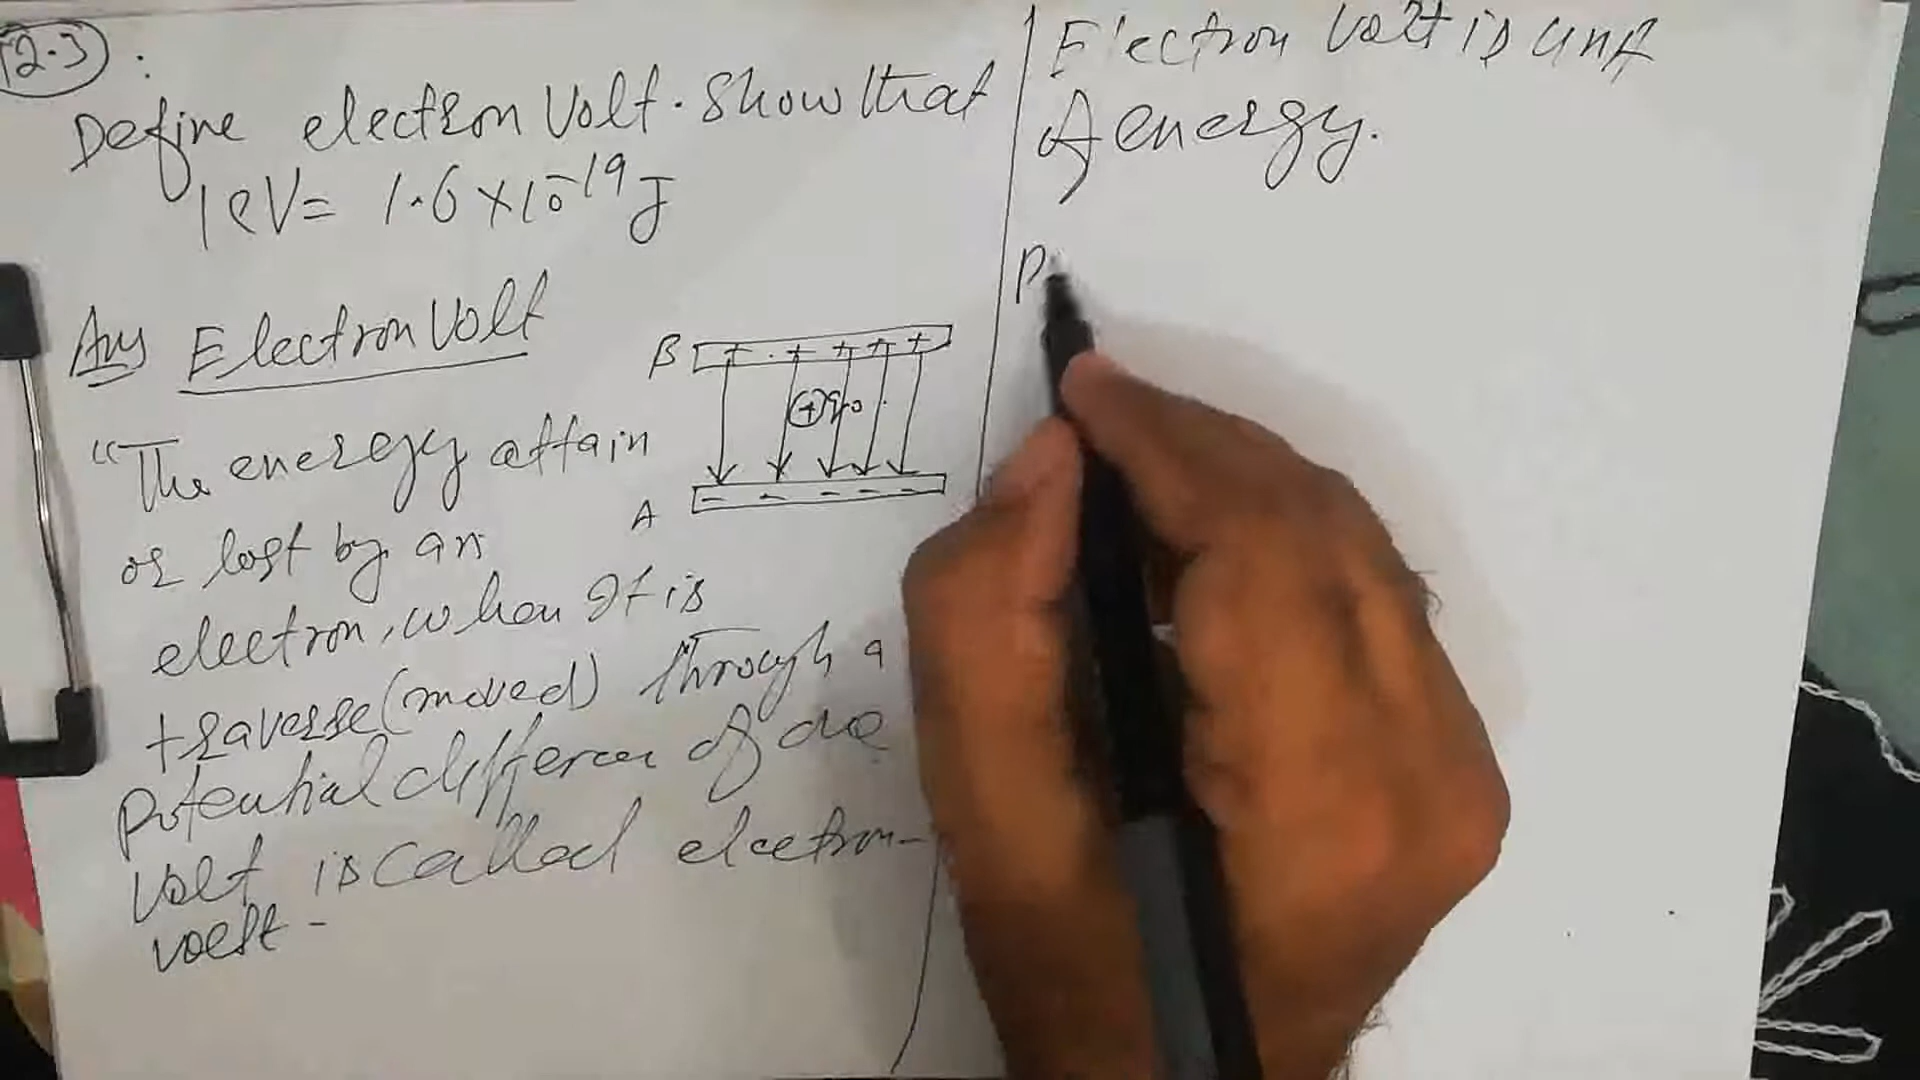 12.3 :
Define electron Volt. Show that
1eV = 1.6 × 10⁻¹⁹ J
Ans Electron Volt
"The energy attain
or lost by an
electron, when It is
traverse (moved) through a
potential difference of one
Volt is called electron-
volt -
B + + + + +
+q₀
A - - - - -
Electron Volt is unit
of energy.
P